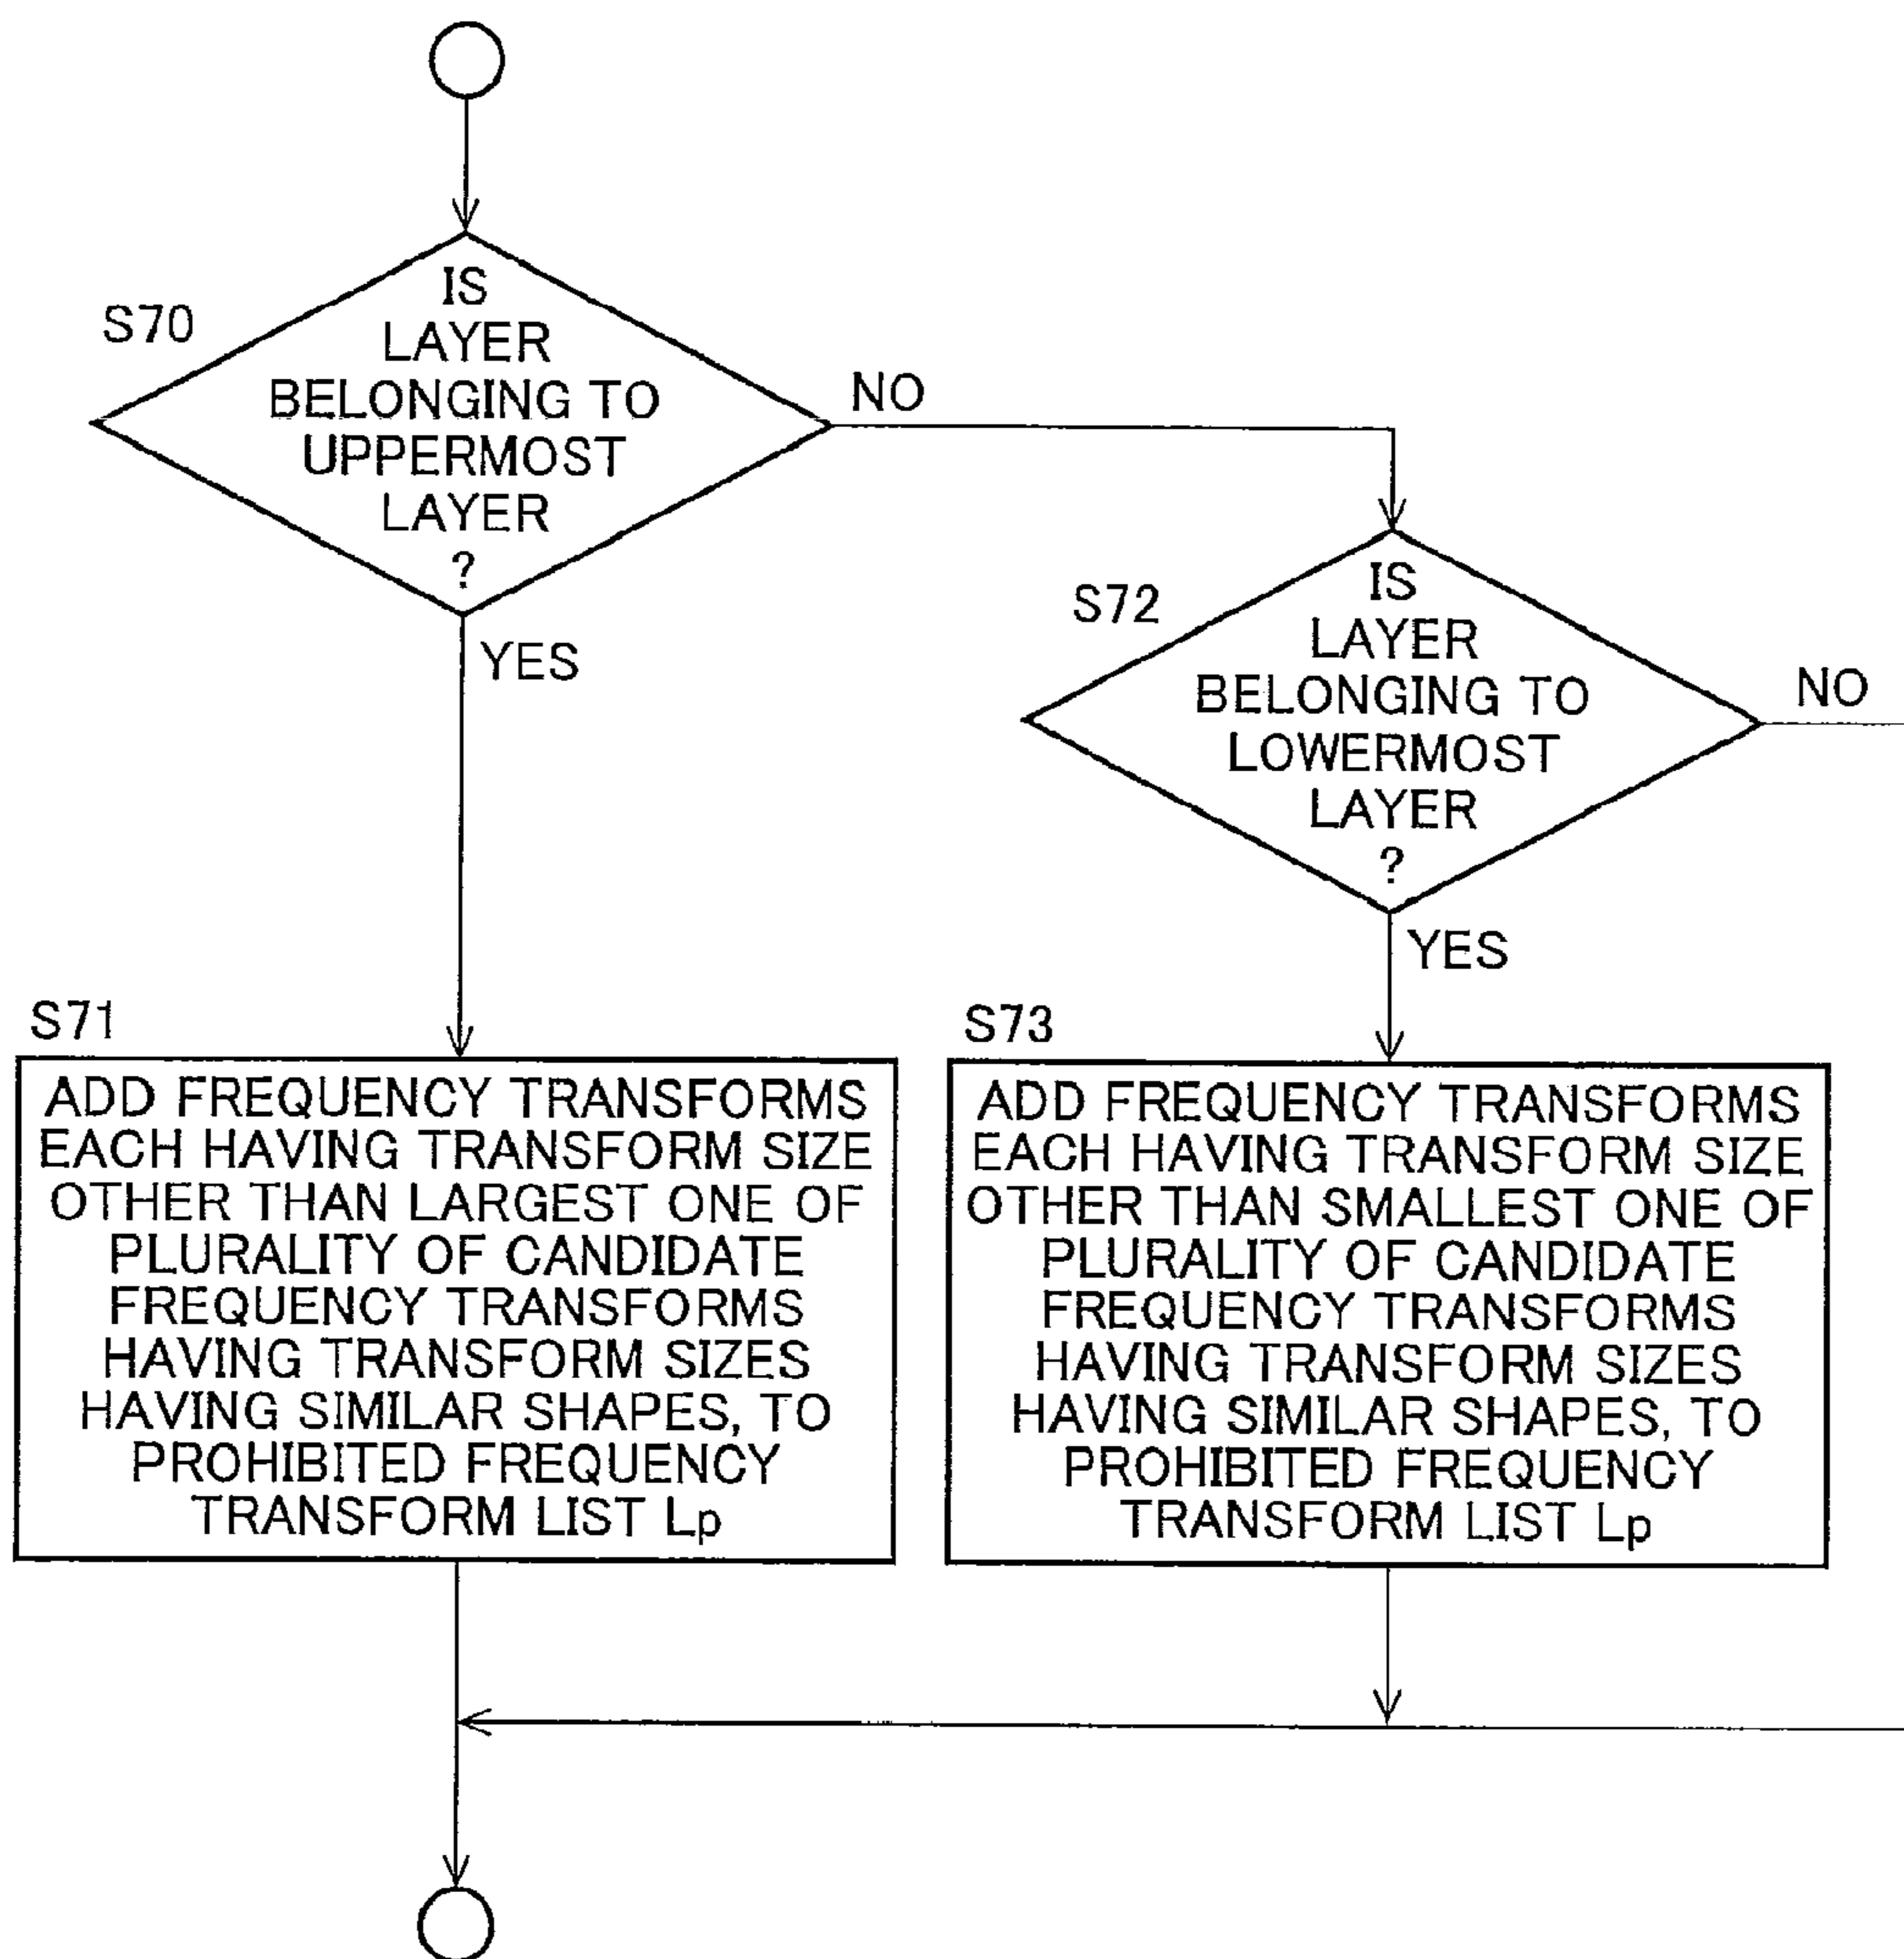 S70
IS
LAYER
BELONGING TO
UPPERMOST
LAYER
?
NO
YES
S72
IS
LAYER
BELONGING TO
LOWERMOST
LAYER
?
NO
YES
S71
ADD FREQUENCY TRANSFORMS
EACH HAVING TRANSFORM SIZE
OTHER THAN LARGEST ONE OF
PLURALITY OF CANDIDATE
FREQUENCY TRANSFORMS
HAVING TRANSFORM SIZES
HAVING SIMILAR SHAPES, TO
PROHIBITED FREQUENCY
TRANSFORM LIST Lp
S73
ADD FREQUENCY TRANSFORMS
EACH HAVING TRANSFORM SIZE
OTHER THAN SMALLEST ONE OF
PLURALITY OF CANDIDATE
FREQUENCY TRANSFORMS
HAVING TRANSFORM SIZES
HAVING SIMILAR SHAPES, TO
PROHIBITED FREQUENCY
TRANSFORM LIST Lp